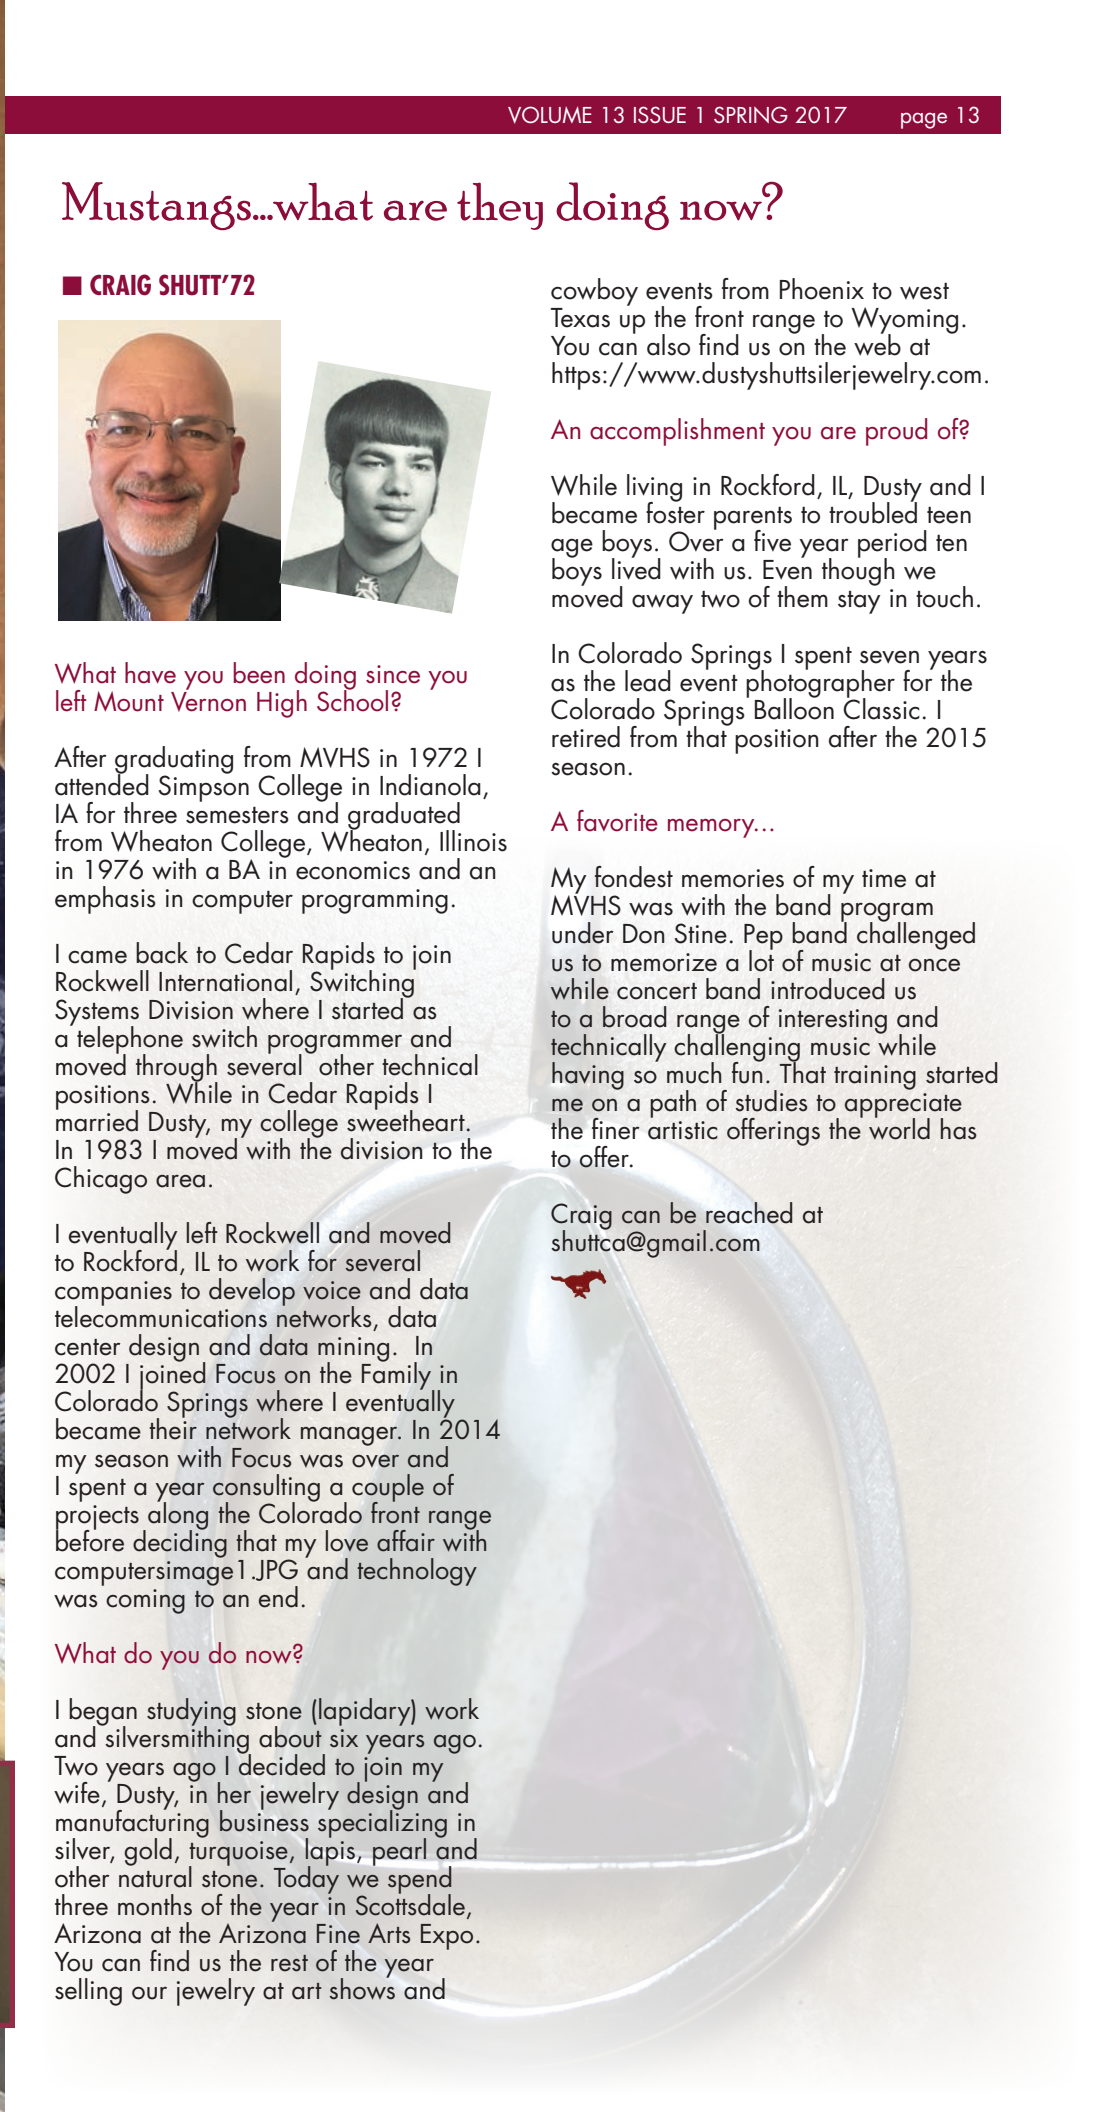 VOLUME 13 ISSUE 1 SPRING 2017 page 13
Mustangs...what are they doing now?
■ CRAIG SHUTT'72
What have you been doing since you
left Mount Vernon High School?
After graduating from MVHS in 1972 I
attended Simpson College in Indianola,
IA for three semesters and graduated
from Wheaton College, Wheaton, Illinois
in 1976 with a BA in economics and an
emphasis in computer programming.
I came back to Cedar Rapids to join
Rockwell International, Switching
Systems Division where I started as
a telephone switch programmer and
moved through several other technical
positions. While in Cedar Rapids I
married Dusty, my college sweetheart.
In 1983 I moved with the division to the
Chicago area.
I eventually left Rockwell and moved
to Rockford, IL to work for several
companies to develop voice and data
telecommunications networks, data
center design and data mining. In
2002 I joined Focus on the Family in
Colorado Springs where I eventually
became their network manager. In 2014
my season with Focus was over and
I spent a year consulting a couple of
projects along the Colorado front range
before deciding that my love affair with
computersimage1.JPG and technology
was coming to an end.
What do you do now?
I began studying stone (lapidary) work
and silversmithing about six years ago.
Two years ago I decided to join my
wife, Dusty, in her jewelry design and
manufacturing business specializing in
silver, gold, turquoise, lapis, pearl and
other natural stone. Today we spend
three months of the year in Scottsdale,
Arizona at the Arizona Fine Arts Expo.
You can find us the rest of the year
selling our jewelry at art shows and
cowboy events from Phoenix to west
Texas up the front range to Wyoming.
You can also find us on the web at
https://www.dustyshuttsilerjewelry.com.
An accomplishment you are proud of?
While living in Rockford, IL, Dusty and I
became foster parents to troubled teen
age boys. Over a five year period ten
boys lived with us. Even though we
moved away two of them stay in touch.
In Colorado Springs I spent seven years
as the lead event photographer for the
Colorado Springs Balloon Classic. I
retired from that position after the 2015
season.
A favorite memory...
My fondest memories of my time at
MVHS was with the band program
under Don Stine. Pep band challenged
us to memorize a lot of music at once
while concert band introduced us
to a broad range of interesting and
technically challenging music while
having so much fun. That training started
me on a path of studies to appreciate
the finer artistic offerings the world has
to offer.
Craig can be reached at
shuttca@gmail.com